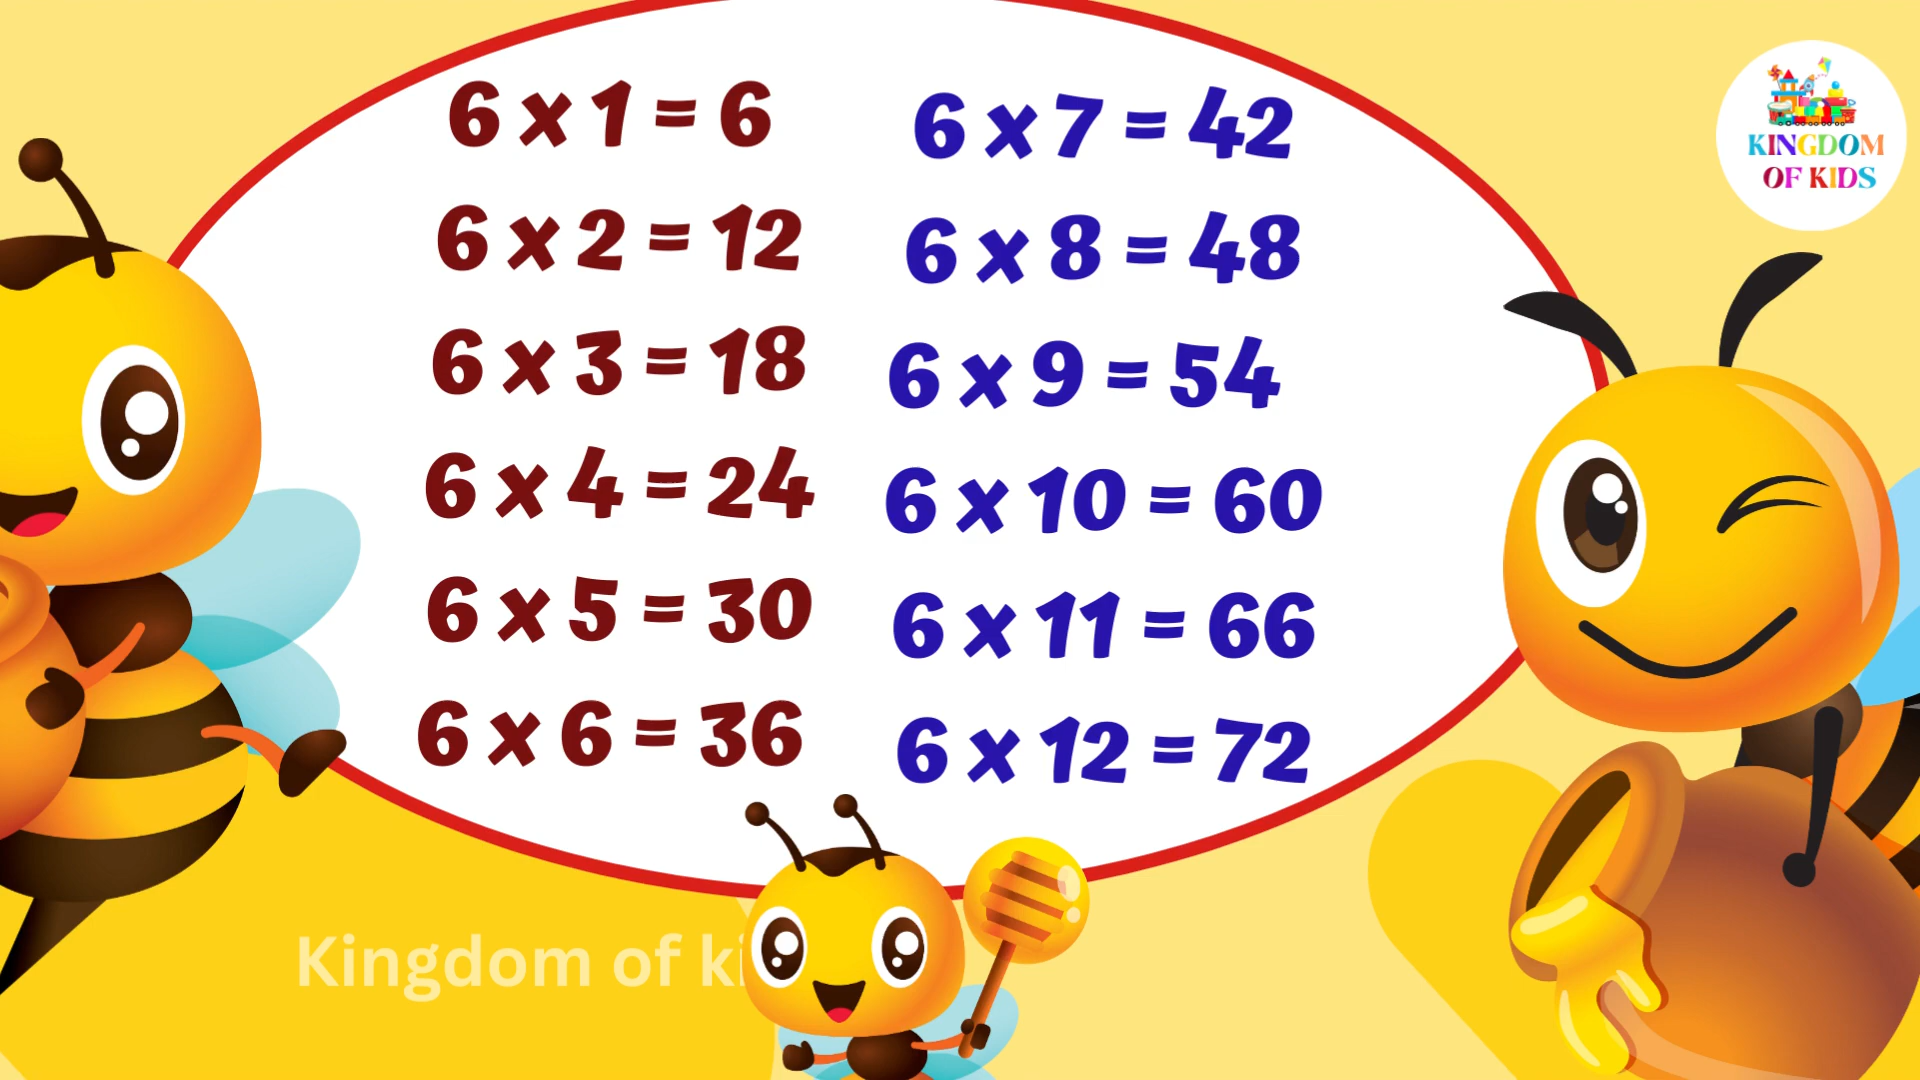 6 x 1 = 6
6 x 2 = 12
6 x 3 = 18
6 x 4 = 24
6 x 5 = 30
6 x 6 = 36
6 x 7 = 42
6 x 8 = 48
6 x 9 = 54
6 x 10 = 60
6 x 11 = 66
6 x 12 = 72
KINGDOM
OF KIDS
Kingdom of ki